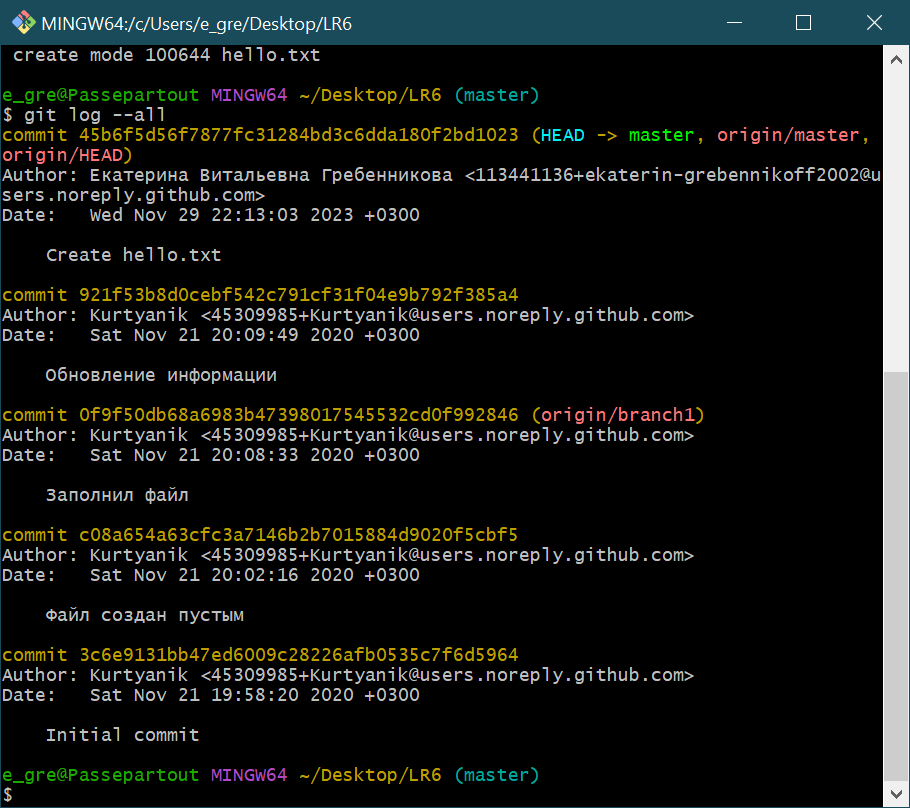 MINGW64:/c/Users/e_gre/Desktop/LR6
create mode 100644 hello.txt
e_gre@Passepartout MINGW64 ~/Desktop/LR6 (master)
$ git log --all
commit 45b6f5d56f7877fc31284bd3c6dda180f2bd1023 (HEAD -> master, origin/master,
origin/HEAD)
Author: Екатерина Витальевна Гребенникова <113441136+ekaterin-grebennikoff2002@u
sers.noreply.github.com>
Date:   Wed Nov 29 22:13:03 2023 +0300
Create hello.txt
commit 921f53b8d0cebf542c791cf31f04e9b792f385a4
Author: Kurtyanik <45309985+Kurtyanik@users.noreply.github.com>
Date:   Sat Nov 21 20:09:49 2020 +0300
Обновление информации
commit 0f9f50db68a6983b47398017545532cd0f992846 (origin/branch1)
Author: Kurtyanik <45309985+Kurtyanik@users.noreply.github.com>
Date:   Sat Nov 21 20:08:33 2020 +0300
Заполнил файл
commit c08a654a63cfc3a7146b2b7015884d9020f5cbf5
Author: Kurtyanik <45309985+Kurtyanik@users.noreply.github.com>
Date:   Sat Nov 21 20:02:16 2020 +0300
Файл создан пустым
commit 3c6e9131bb47ed6009c28226afb0535c7f6d5964
Author: Kurtyanik <45309985+Kurtyanik@users.noreply.github.com>
Date:   Sat Nov 21 19:58:20 2020 +0300
Initial commit
e_gre@Passepartout MINGW64 ~/Desktop/LR6 (master)
$